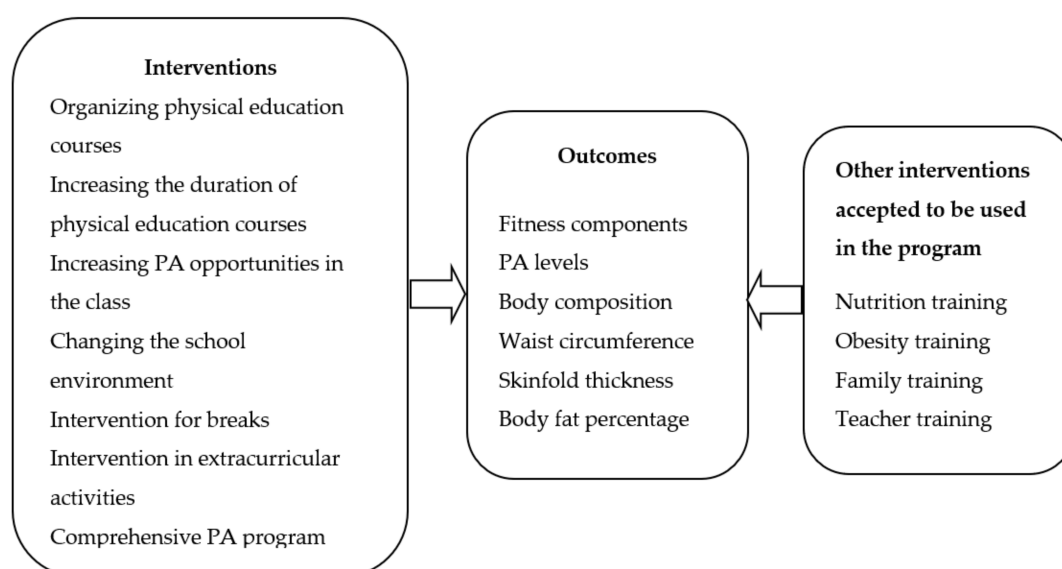 Interventions
Organizing physical education
courses
Increasing the duration of
physical education courses
Increasing PA opportunities in
the class
Changing the school
environment
Intervention for breaks
Intervention in extracurricular
activities
Comprehensive PA program
Outcomes
Fitness components
PA levels
Body composition
Waist circumference
Skinfold thickness
Body fat percentage
Other interventions
accepted to be used
in the program
Nutrition training
Obesity training
Family training
Teacher training